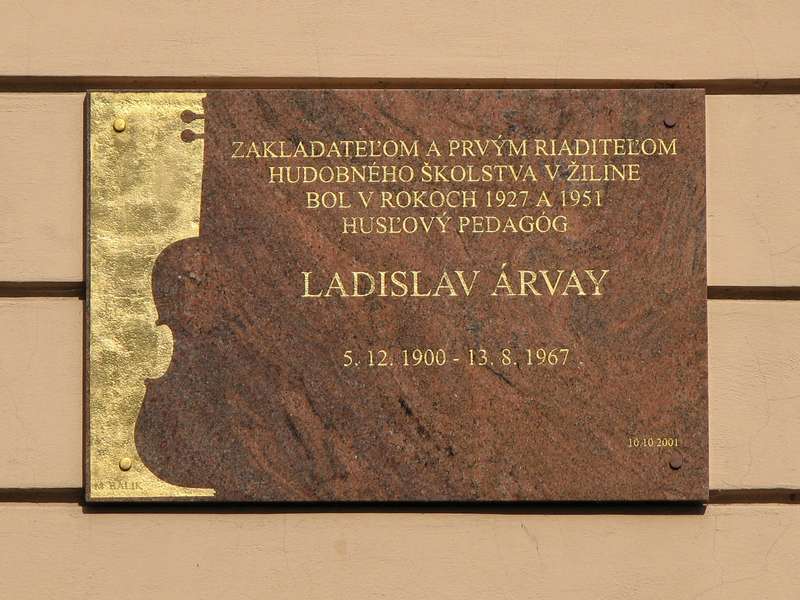 ZAKLADATEĽOM A PRVÝM RIADITEĽOM
HUDOBNÉHO ŠKOLSTVA V ŽILINE
BOL V ROKOCH 1927 A 1951
HUSĽOVÝ PEDAGÓG
LADISLAV ÁRVAY
5. 12. 1900 - 13. 8. 1967
10.10.2001
M. BALIK